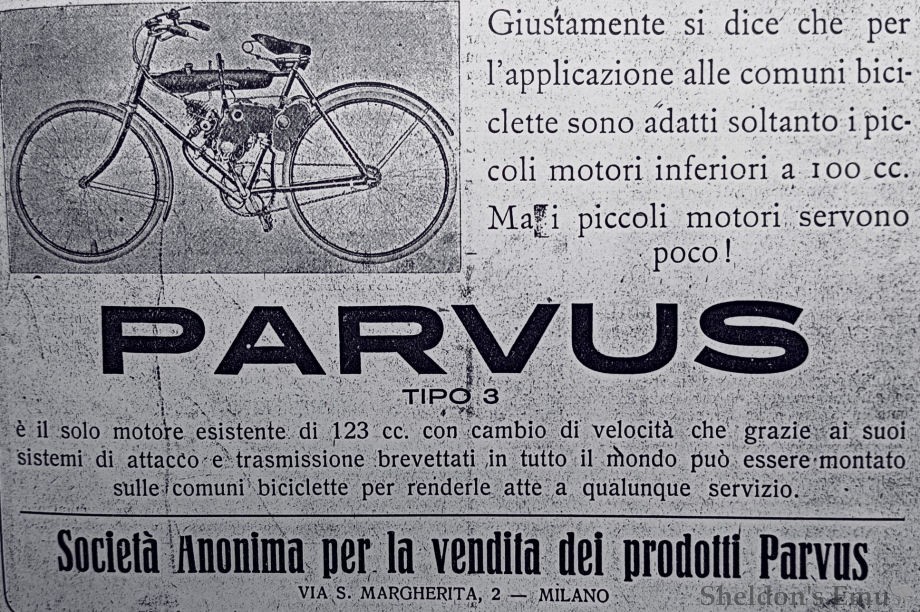 Giustamente si dice che per
l'applicazione alle comuni bici-
clette sono adatti soltanto i pic-
coli motori inferiori a 100 cc.
Ma i piccoli motori servono
poco!
PARVUS
TIPO 3
è il solo motore esistente di 123 cc. con cambio di velocità che grazie ai suoi
sistemi di attacco e trasmissione brevettati in tutto il mondo può essere montato
sulle comuni biciclette per renderle atte a qualunque servizio.
Società Anonima per la vendita dei prodotti Parvus
VIA S. MARGHERITA, 2 — MILANO
Sheldon's Emu